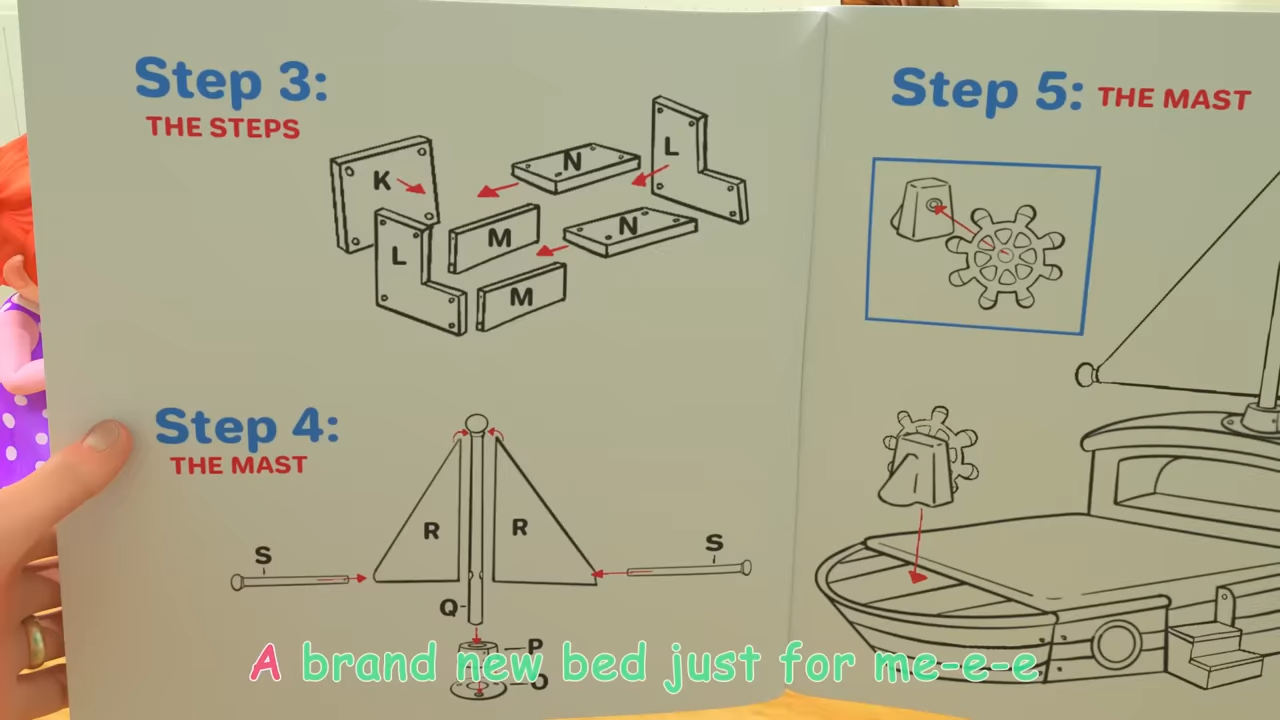 Step 3:
THE STEPS
K
N
L
L
M
N
M
Step 4:
THE MAST
R
R
S
S
Q
P
O
Step 5: THE MAST
A brand new bed just for me-e-e